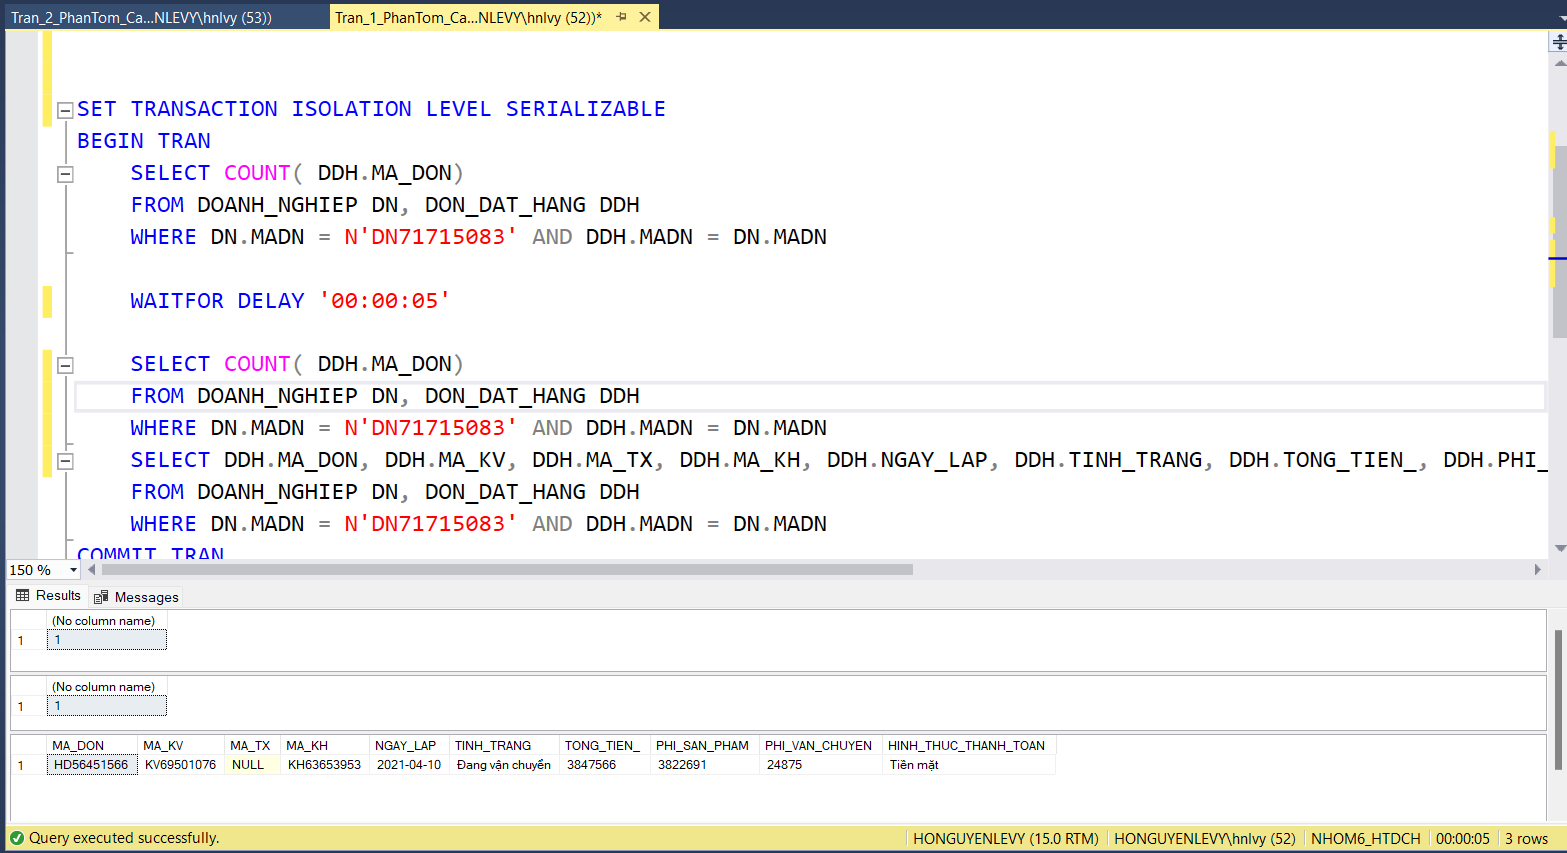 Tran_2_PhanTom_Ca...NLEVY\hnlvy (53))
Tran_1_PhanTom_Ca...NLEVY\hnlvy (52))*
SET TRANSACTION ISOLATION LEVEL SERIALIZABLE
BEGIN TRAN
SELECT COUNT( DDH.MA_DON)
FROM DOANH_NGHIEP DN, DON_DAT_HANG DDH
WHERE DN.MADN = N'DN71715083' AND DDH.MADN = DN.MADN
WAITFOR DELAY '00:00:05'
SELECT COUNT( DDH.MA_DON)
FROM DOANH_NGHIEP DN, DON_DAT_HANG DDH
WHERE DN.MADN = N'DN71715083' AND DDH.MADN = DN.MADN
SELECT DDH.MA_DON, DDH.MA_KV, DDH.MA_TX, DDH.MA_KH, DDH.NGAY_LAP, DDH.TINH_TRANG, DDH.TONG_TIEN_, DDH.PHI_
FROM DOANH_NGHIEP DN, DON_DAT_HANG DDH
WHERE DN.MADN = N'DN71715083' AND DDH.MADN = DN.MADN
COMMIT TRAN
150 %
Results Messages
(No column name)
1 1
(No column name)
1 1
MA_DON MA_KV MA_TX MA_KH NGAY_LAP TINH_TRANG TONG_TIEN_ PHI_SAN_PHAM PHI_VAN_CHUYEN HINH_THUC_THANH_TOAN
1 HD56451566 KV69501076 NULL KH63653953 2021-04-10 Đang vận chuyển 3847566 3822691 24875 Tiền mặt
Query executed successfully. HONGUYENLEVY (15.0 RTM) HONGUYENLEVY\hnlvy (52) NHOM6_HTDCH 00:00:05 3 rows